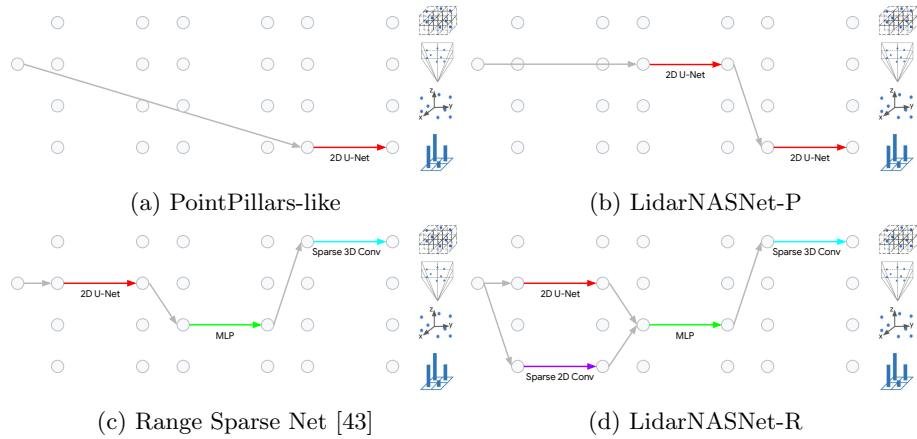 z
y
x
2D U-Net
(a) PointPillars-like
2D U-Net
z
y
x
2D U-Net
(b) LidarNASNet-P
Sparse 3D Conv
2D U-Net
z
y
x
MLP
(c) Range Sparse Net [43]
Sparse 3D Conv
2D U-Net
z
y
x
MLP
Sparse 2D Conv
(d) LidarNASNet-R